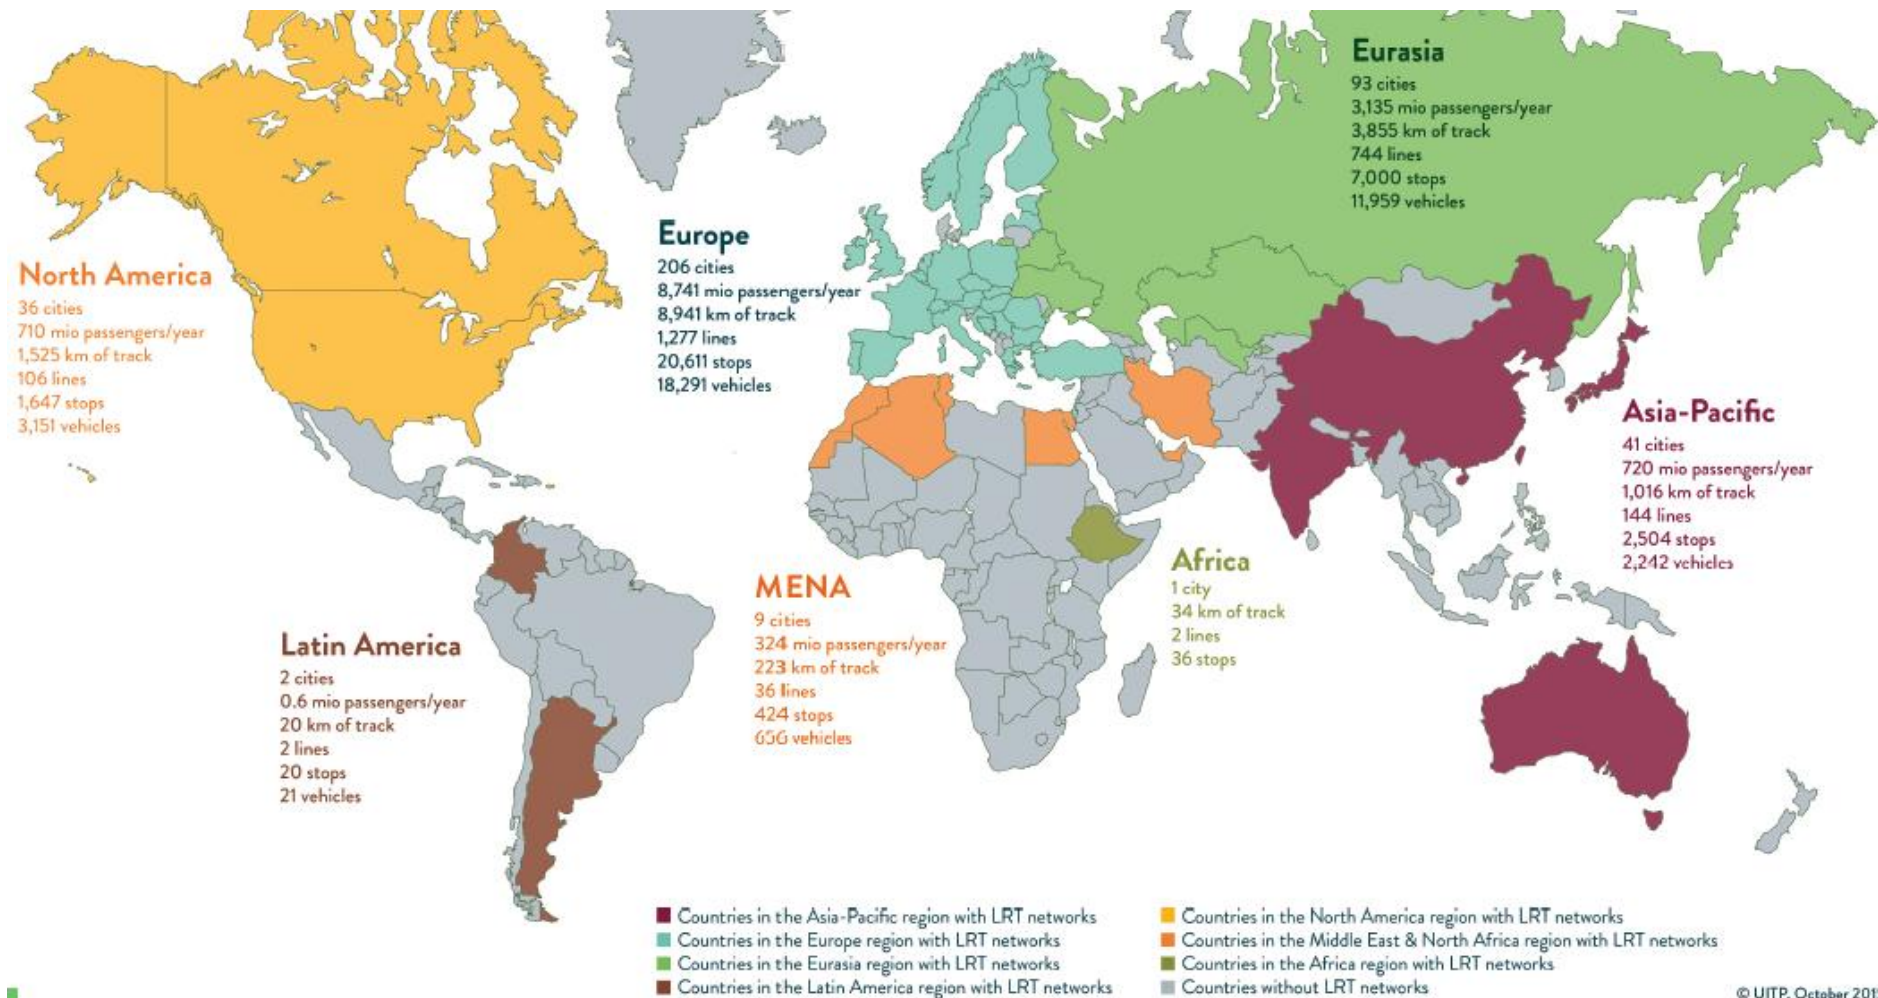 Eurasia
93 cities
3,135 mio passengers/year
3,855 km of track
744 lines
7,000 stops
11,959 vehicles
Europe
206 cities
8,741 mio passengers/year
8,941 km of track
1,277 lines
20,611 stops
18,291 vehicles
North America
36 cities
710 mio passengers/year
1,525 km of track
106 lines
1,647 stops
3,151 vehicles
Asia-Pacific
41 cities
720 mio passengers/year
1,016 km of track
144 lines
2,504 stops
2,242 vehicles
Africa
1 city
34 km of track
2 lines
36 stops
MENA
9 cities
324 mio passengers/year
223 km of track
36 lines
424 stops
656 vehicles
Latin America
2 cities
0.6 mio passengers/year
20 km of track
2 lines
20 stops
21 vehicles
Countries in the Asia-Pacific region with LRT networks
Countries in the Europe region with LRT networks
Countries in the Eurasia region with LRT networks
Countries in the Latin America region with LRT networks
Countries in the North America region with LRT networks
Countries in the Middle East & North Africa region with LRT networks
Countries in the Africa region with LRT networks
Countries without LRT networks
© UITP, October